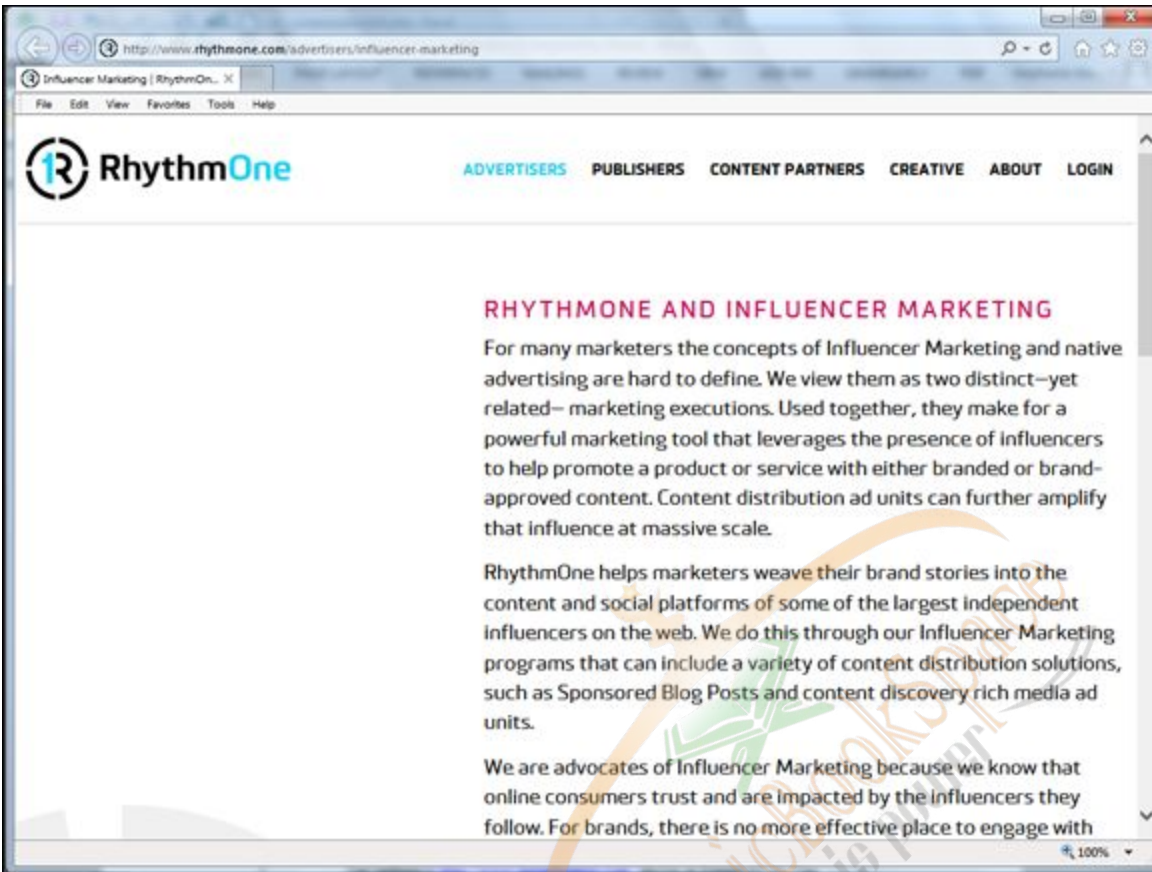 http://www.rhythmone.com/advertisers/influencer-marketing
Influencer Marketing | RhythmOn...
File Edit View Favorites Tools Help
1R RhythmOne
ADVERTISERS PUBLISHERS CONTENT PARTNERS CREATIVE ABOUT LOGIN
RHYTHMONE AND INFLUENCER MARKETING
For many marketers the concepts of Influencer Marketing and native
advertising are hard to define. We view them as two distinct—yet
related— marketing executions. Used together, they make for a
powerful marketing tool that leverages the presence of influencers
to help promote a product or service with either branded or brand-
approved content. Content distribution ad units can further amplify
that influence at massive scale.
RhythmOne helps marketers weave their brand stories into the
content and social platforms of some of the largest independent
influencers on the web. We do this through our Influencer Marketing
programs that can include a variety of content distribution solutions,
such as Sponsored Blog Posts and content discovery rich media ad
units.
We are advocates of Influencer Marketing because we know that
online consumers trust and are impacted by the influencers they
follow. For brands, there is no more effective place to engage with
100%
is power